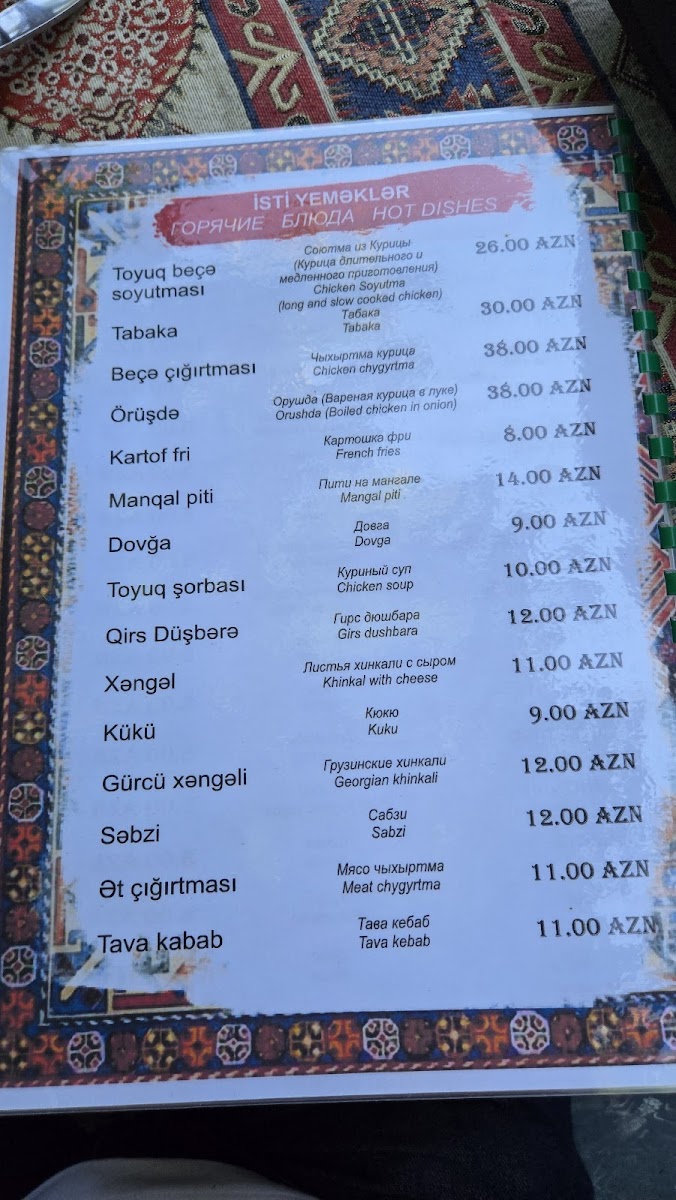 İSTİ YEMƏKLƏR
ГОРЯЧИЕ БЛЮДА HOT DISHES
Toyuq beçə
soyutması
Соютма из Курицы
(Курица длительного и
медленного приготовления)
Chicken Soyutma
(long and slow cooked chicken)
26.00 AZN
Tabaka
Табака
Tabaka
30.00 AZN
Beçə çığırtması
Чыхыртма курица
Chicken chygyrtma
38.00 AZN
Örüşdə
Орушда (Вареная курица в луке)
Orushda (Boiled chicken in onion)
38.00 AZN
Kartof fri
Картошка фри
French fries
8.00 AZN
Manqal piti
Пити на мангале
Mangal piti
14.00 AZN
Dovğa
Довга
Dovga
9.00 AZN
Toyuq şorbası
Куриный суп
Chicken soup
10.00 AZN
Qirs Düşbərə
Гирс дюшбара
Girs dushbara
12.00 AZN
Xəngəl
Листья хинкали с сыром
Khinkal with cheese
11.00 AZN
Kükü
Кюкю
Kuku
9.00 AZN
Gürcü xəngəli
Грузинские хинкали
Georgian khinkali
12.00 AZN
Səbzi
Сабзи
Sabzi
12.00 AZN
Ət çığırtması
Мясо чыхыртма
Meat chygyrtma
11.00 AZN
Tava kabab
Тава кебаб
Tava kebab
11.00 AZN